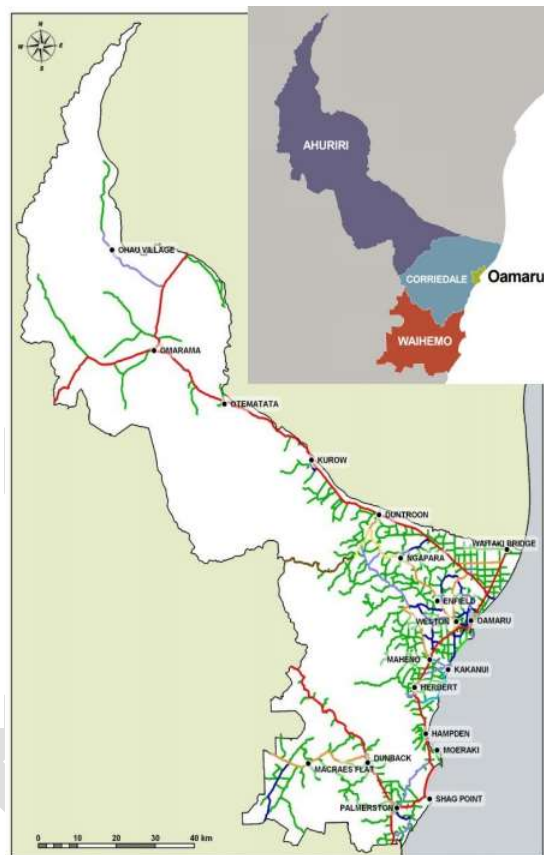 N
W
E
S
AHURIRI
CORRIEDALE
Oamaru
WAIHEMO
OHAU VILLAGE
OMARAMA
OTEMATATA
KUROW
DUNTROON
WAITAKI BRIDGE
NGAPARA
ENFIELD
WESTON
OAMARU
MAHENO
KAKANUI
HERBERT
HAMPDEN
MOERAKI
DUNBACK
MACRAES FLAT
SHAG POINT
PALMERSTON
0 10 20 40 km